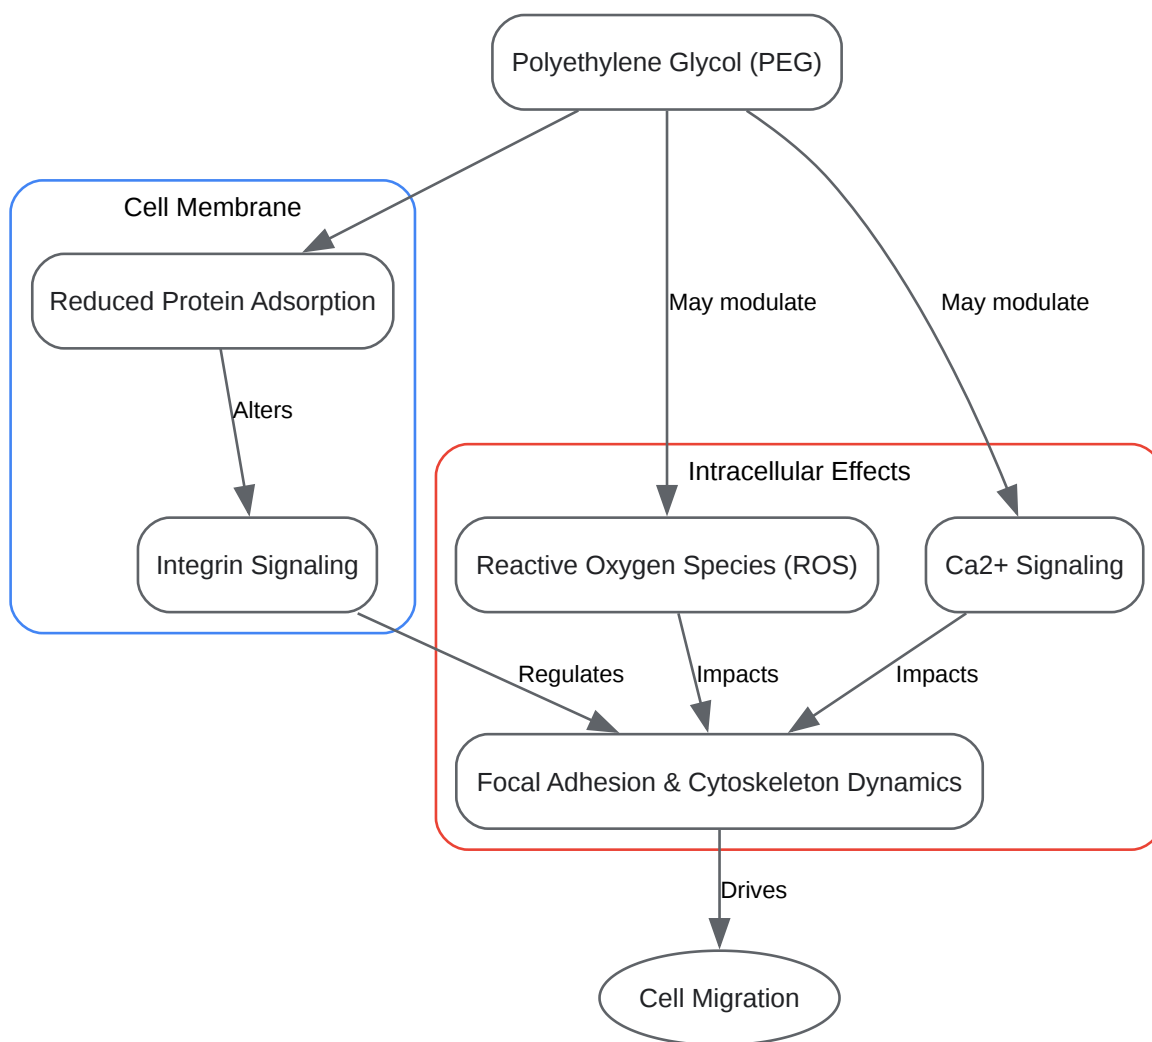 Polyethylene Glycol (PEG)
Cell Membrane
Reduced Protein Adsorption
May modulate
May modulate
Alters
Intracellular Effects
Integrin Signaling
Reactive Oxygen Species (ROS)
Ca2+ Signaling
Regulates
Impacts
Impacts
Focal Adhesion & Cytoskeleton Dynamics
Drives
Cell Migration